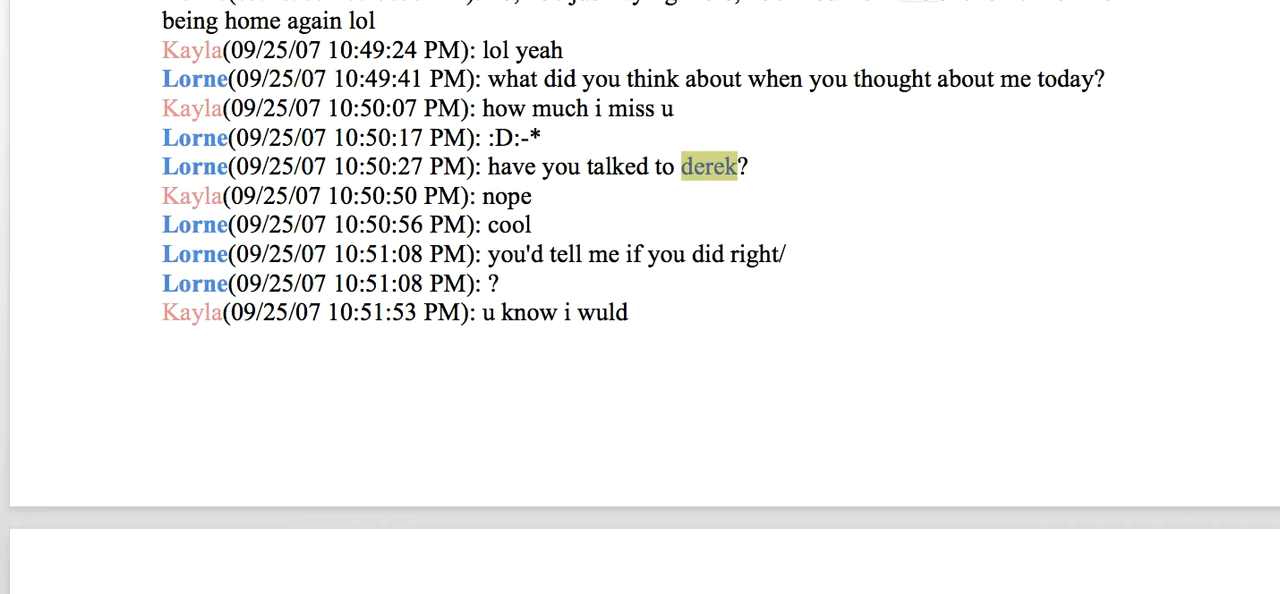 being home again lol
Kayla(09/25/07 10:49:24 PM): lol yeah
Lorne(09/25/07 10:49:41 PM): what did you think about when you thought about me today?
Kayla(09/25/07 10:50:07 PM): how much i miss u
Lorne(09/25/07 10:50:17 PM): :D:-*
Lorne(09/25/07 10:50:27 PM): have you talked to derek?
Kayla(09/25/07 10:50:50 PM): nope
Lorne(09/25/07 10:50:56 PM): cool
Lorne(09/25/07 10:51:08 PM): you'd tell me if you did right/
Lorne(09/25/07 10:51:08 PM): ?
Kayla(09/25/07 10:51:53 PM): u know i wuld